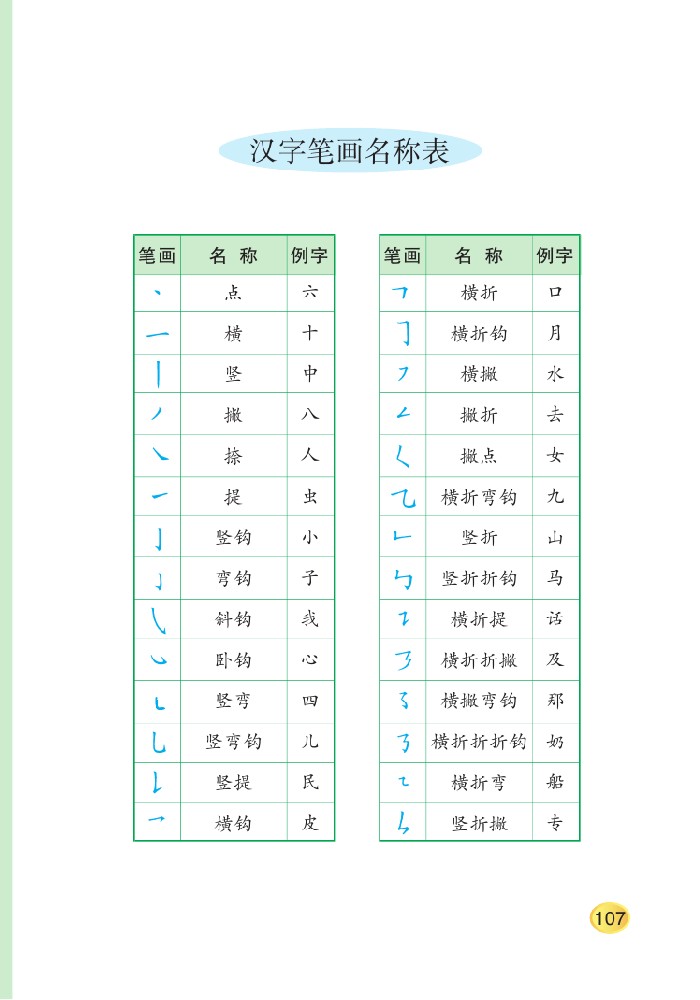 汉字笔画名称表
笔画 名称 例字
丶 点 六
一 横 十
丨 竖 中
丿 撇 八
㇏ 捺 人
㇀ 提 虫
亅 竖钩 小
㇁ 弯钩 子
㇂ 斜钩 我
㇃ 卧钩 心
㇄ 竖弯 四
乚 竖弯钩 儿
𠄌 竖提 民
乛 横钩 皮
笔画 名称 例字
𠃍 横折 口
𠃌 横折钩 月
㇇ 横撇 水
𠃋 撇折 去
𡿨 撇点 女
㇈ 横折弯钩 九
𠃊 竖折 山
㇉ 竖折折钩 马
㇊ 横折提 话
㇋ 横折折撇 及
㇌ 横撇弯钩 那
𠄎 横折折折钩 奶
㇍ 横折弯 船
ㄣ 竖折撇 专
107